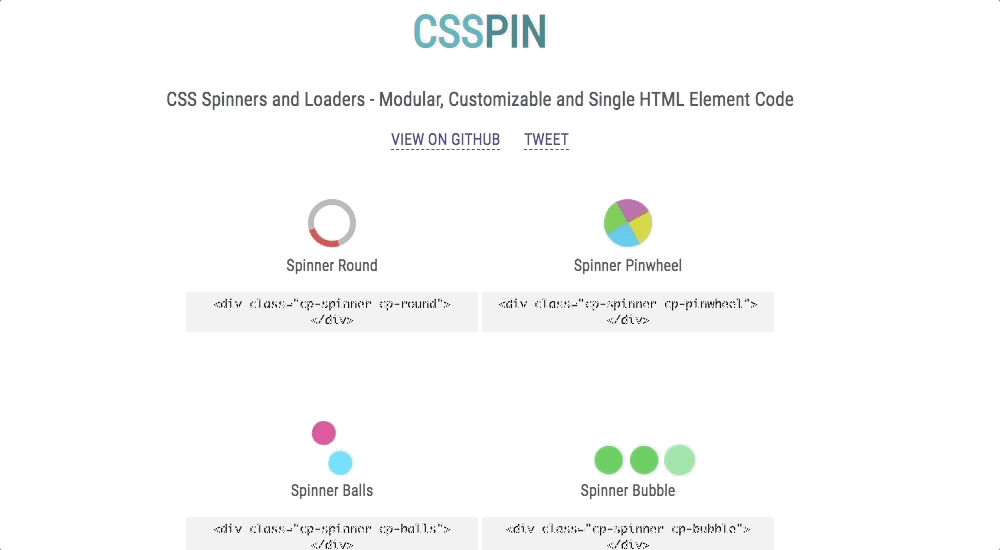 CSSPIN
CSS Spinners and Loaders - Modular, Customizable and Single HTML Element Code
VIEW ON GITHUB TWEET
Spinner Round
<div class="cp-spinner cp-round">
</div>
Spinner Pinwheel
<div class="cp-spinner cp-pinwheel">
</div>
Spinner Balls
<div class="cp-spinner cp-balls">
</div>
Spinner Bubble
<div class="cp-spinner cp-bubble">
</div>